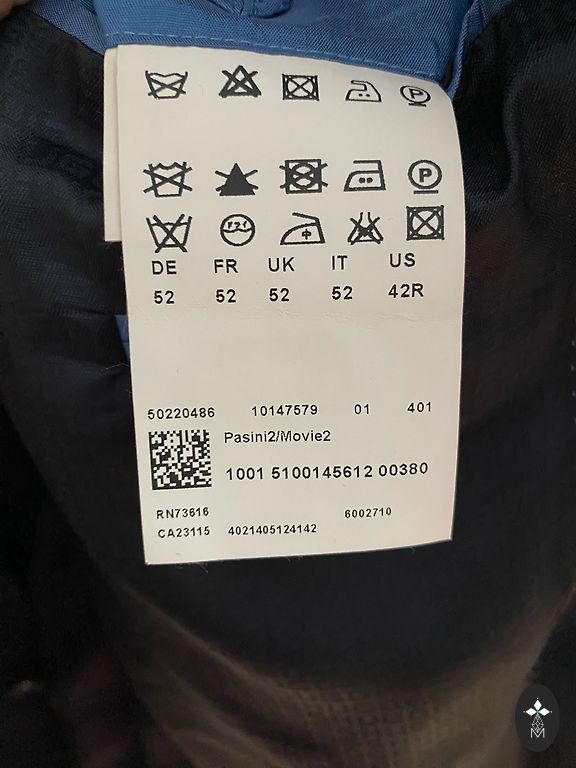 DE FR UK IT US
52 52 52 52 42R
50220486 10147579 01 401
Pasini2/Movie2
1001 5100145612 00380
RN73616 6002710
CA23115 4021405124142